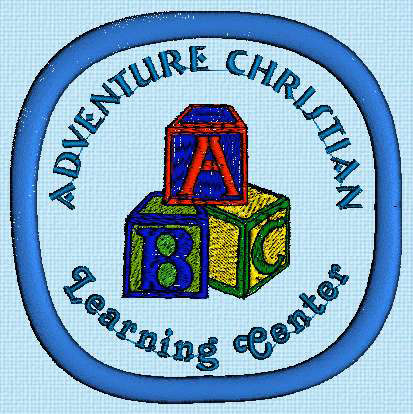 ADVENTURE CHRISTIAN
A
B C
Learning Center